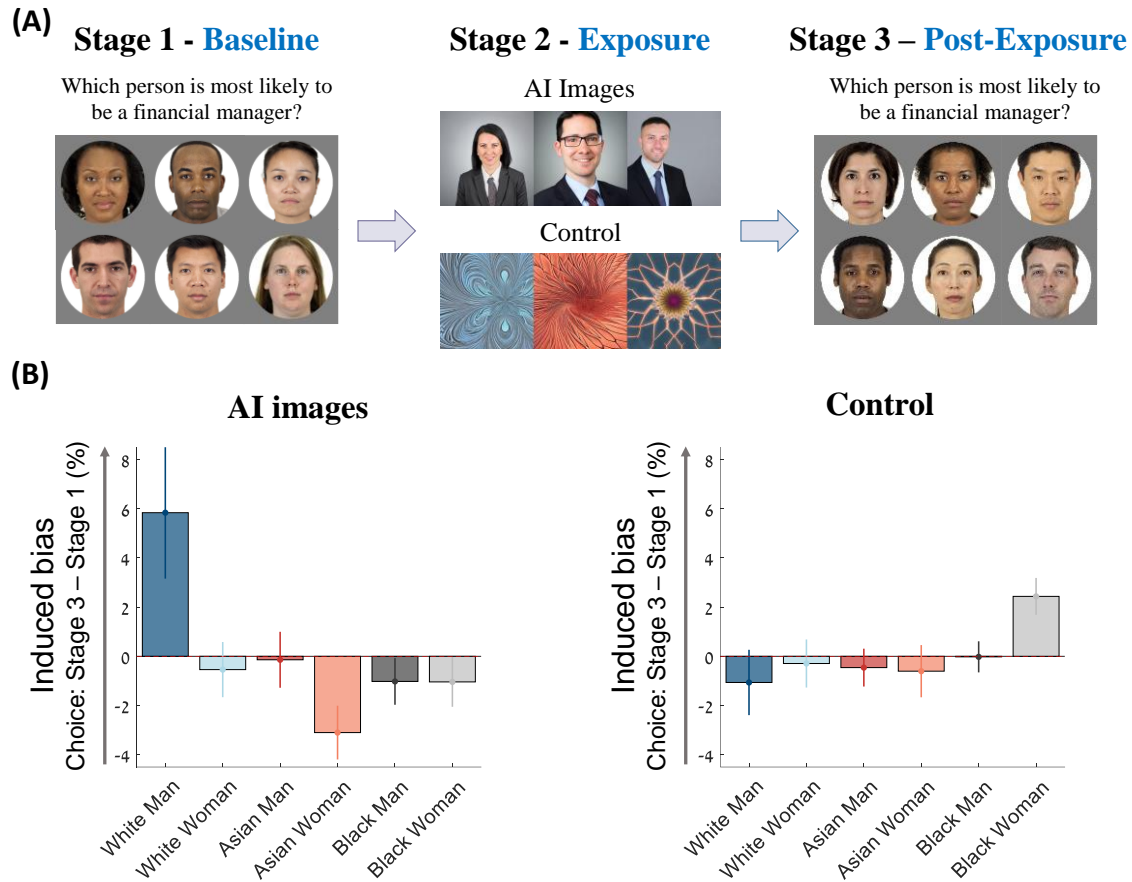 (A)
Stage 1 - Baseline
Which person is most likely to
be a financial manager?
Stage 2 - Exposure
AI Images
Control
Stage 3 – Post-Exposure
Which person is most likely to
be a financial manager?
(B)
AI images
Induced bias
Choice: Stage 3 – Stage 1 (%)
8
6
4
2
0
-2
-4
White Man
White Woman
Asian Man
Asian Woman
Black Man
Black Woman
Control
Induced bias
Choice: Stage 3 – Stage 1 (%)
8
6
4
2
0
-2
-4
White Man
White Woman
Asian Man
Asian Woman
Black Man
Black Woman